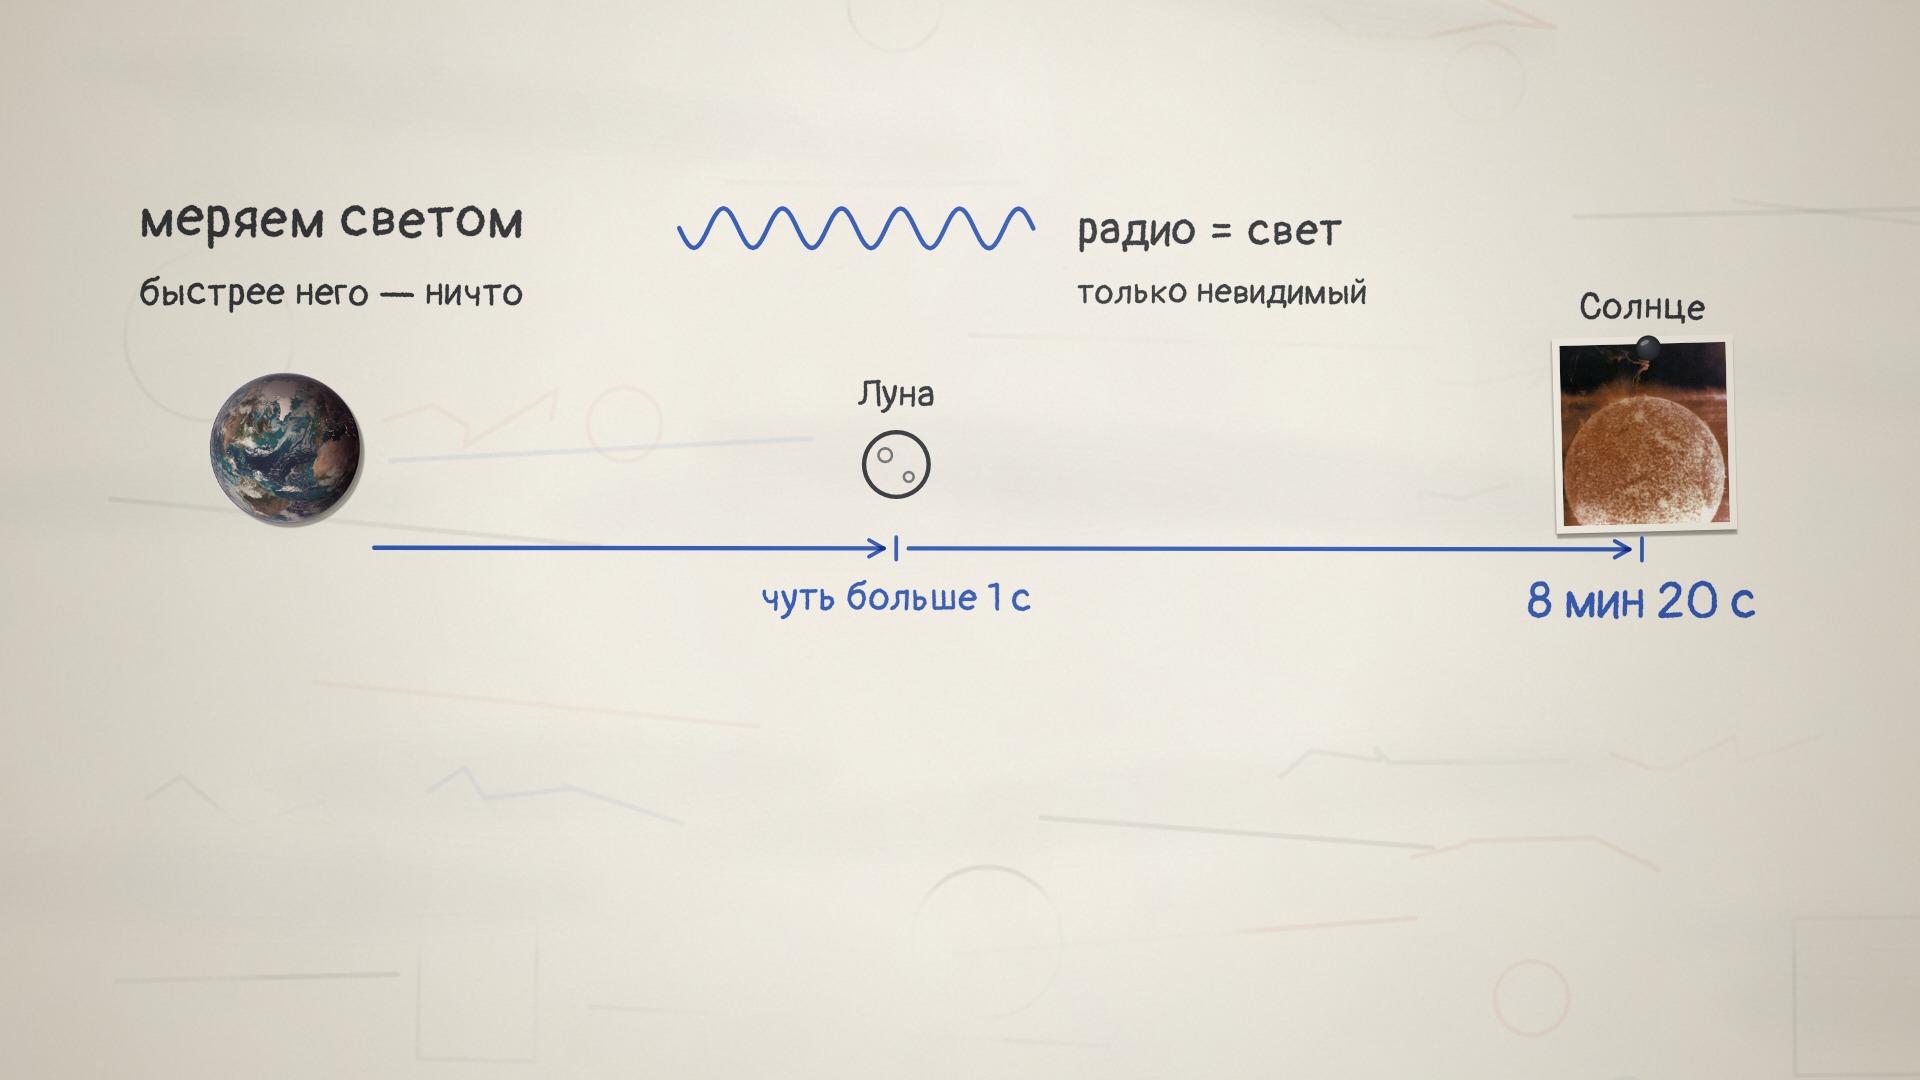 меряем светом
быстрее него — ничто
радио = свет
только невидимый
Солнце
Луна
чуть больше 1 с
8 мин 20 с